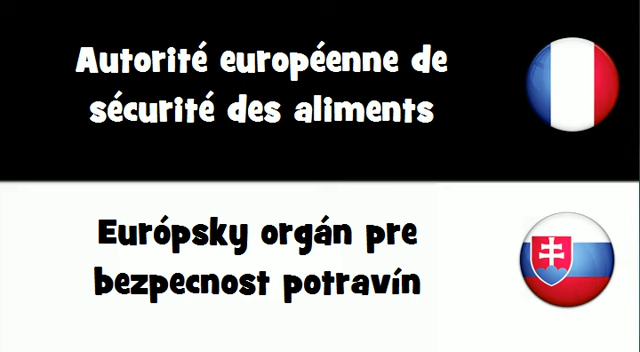 Autorité européenne de
sécurité des aliments
Európsky orgán pre
bezpecnost potravín